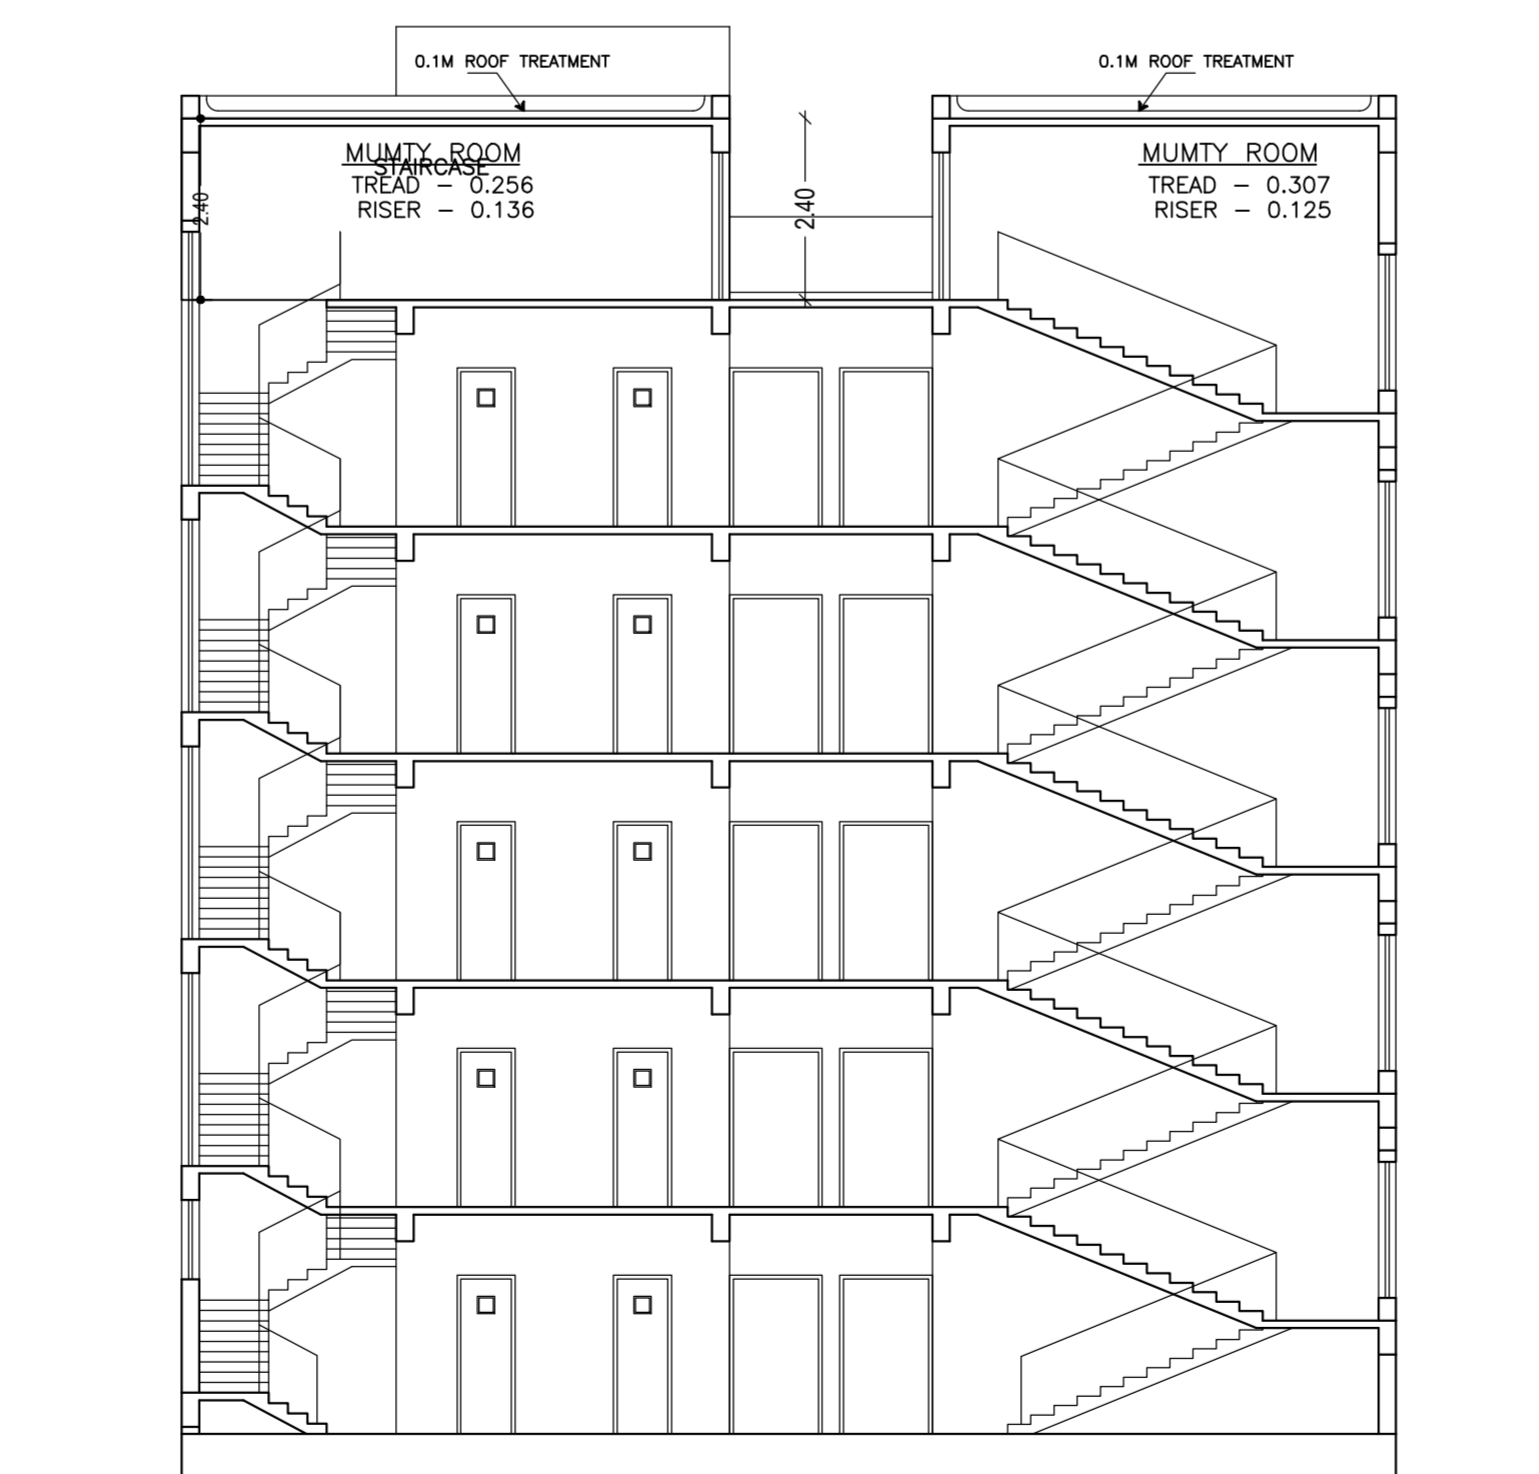 0.1M ROOF TREATMENT
0.1M ROOF TREATMENT
MUMTY ROOM
STAIRCASE
TREAD - 0.256
RISER - 0.136
2.40
2.40
MUMTY ROOM
TREAD - 0.307
RISER - 0.125